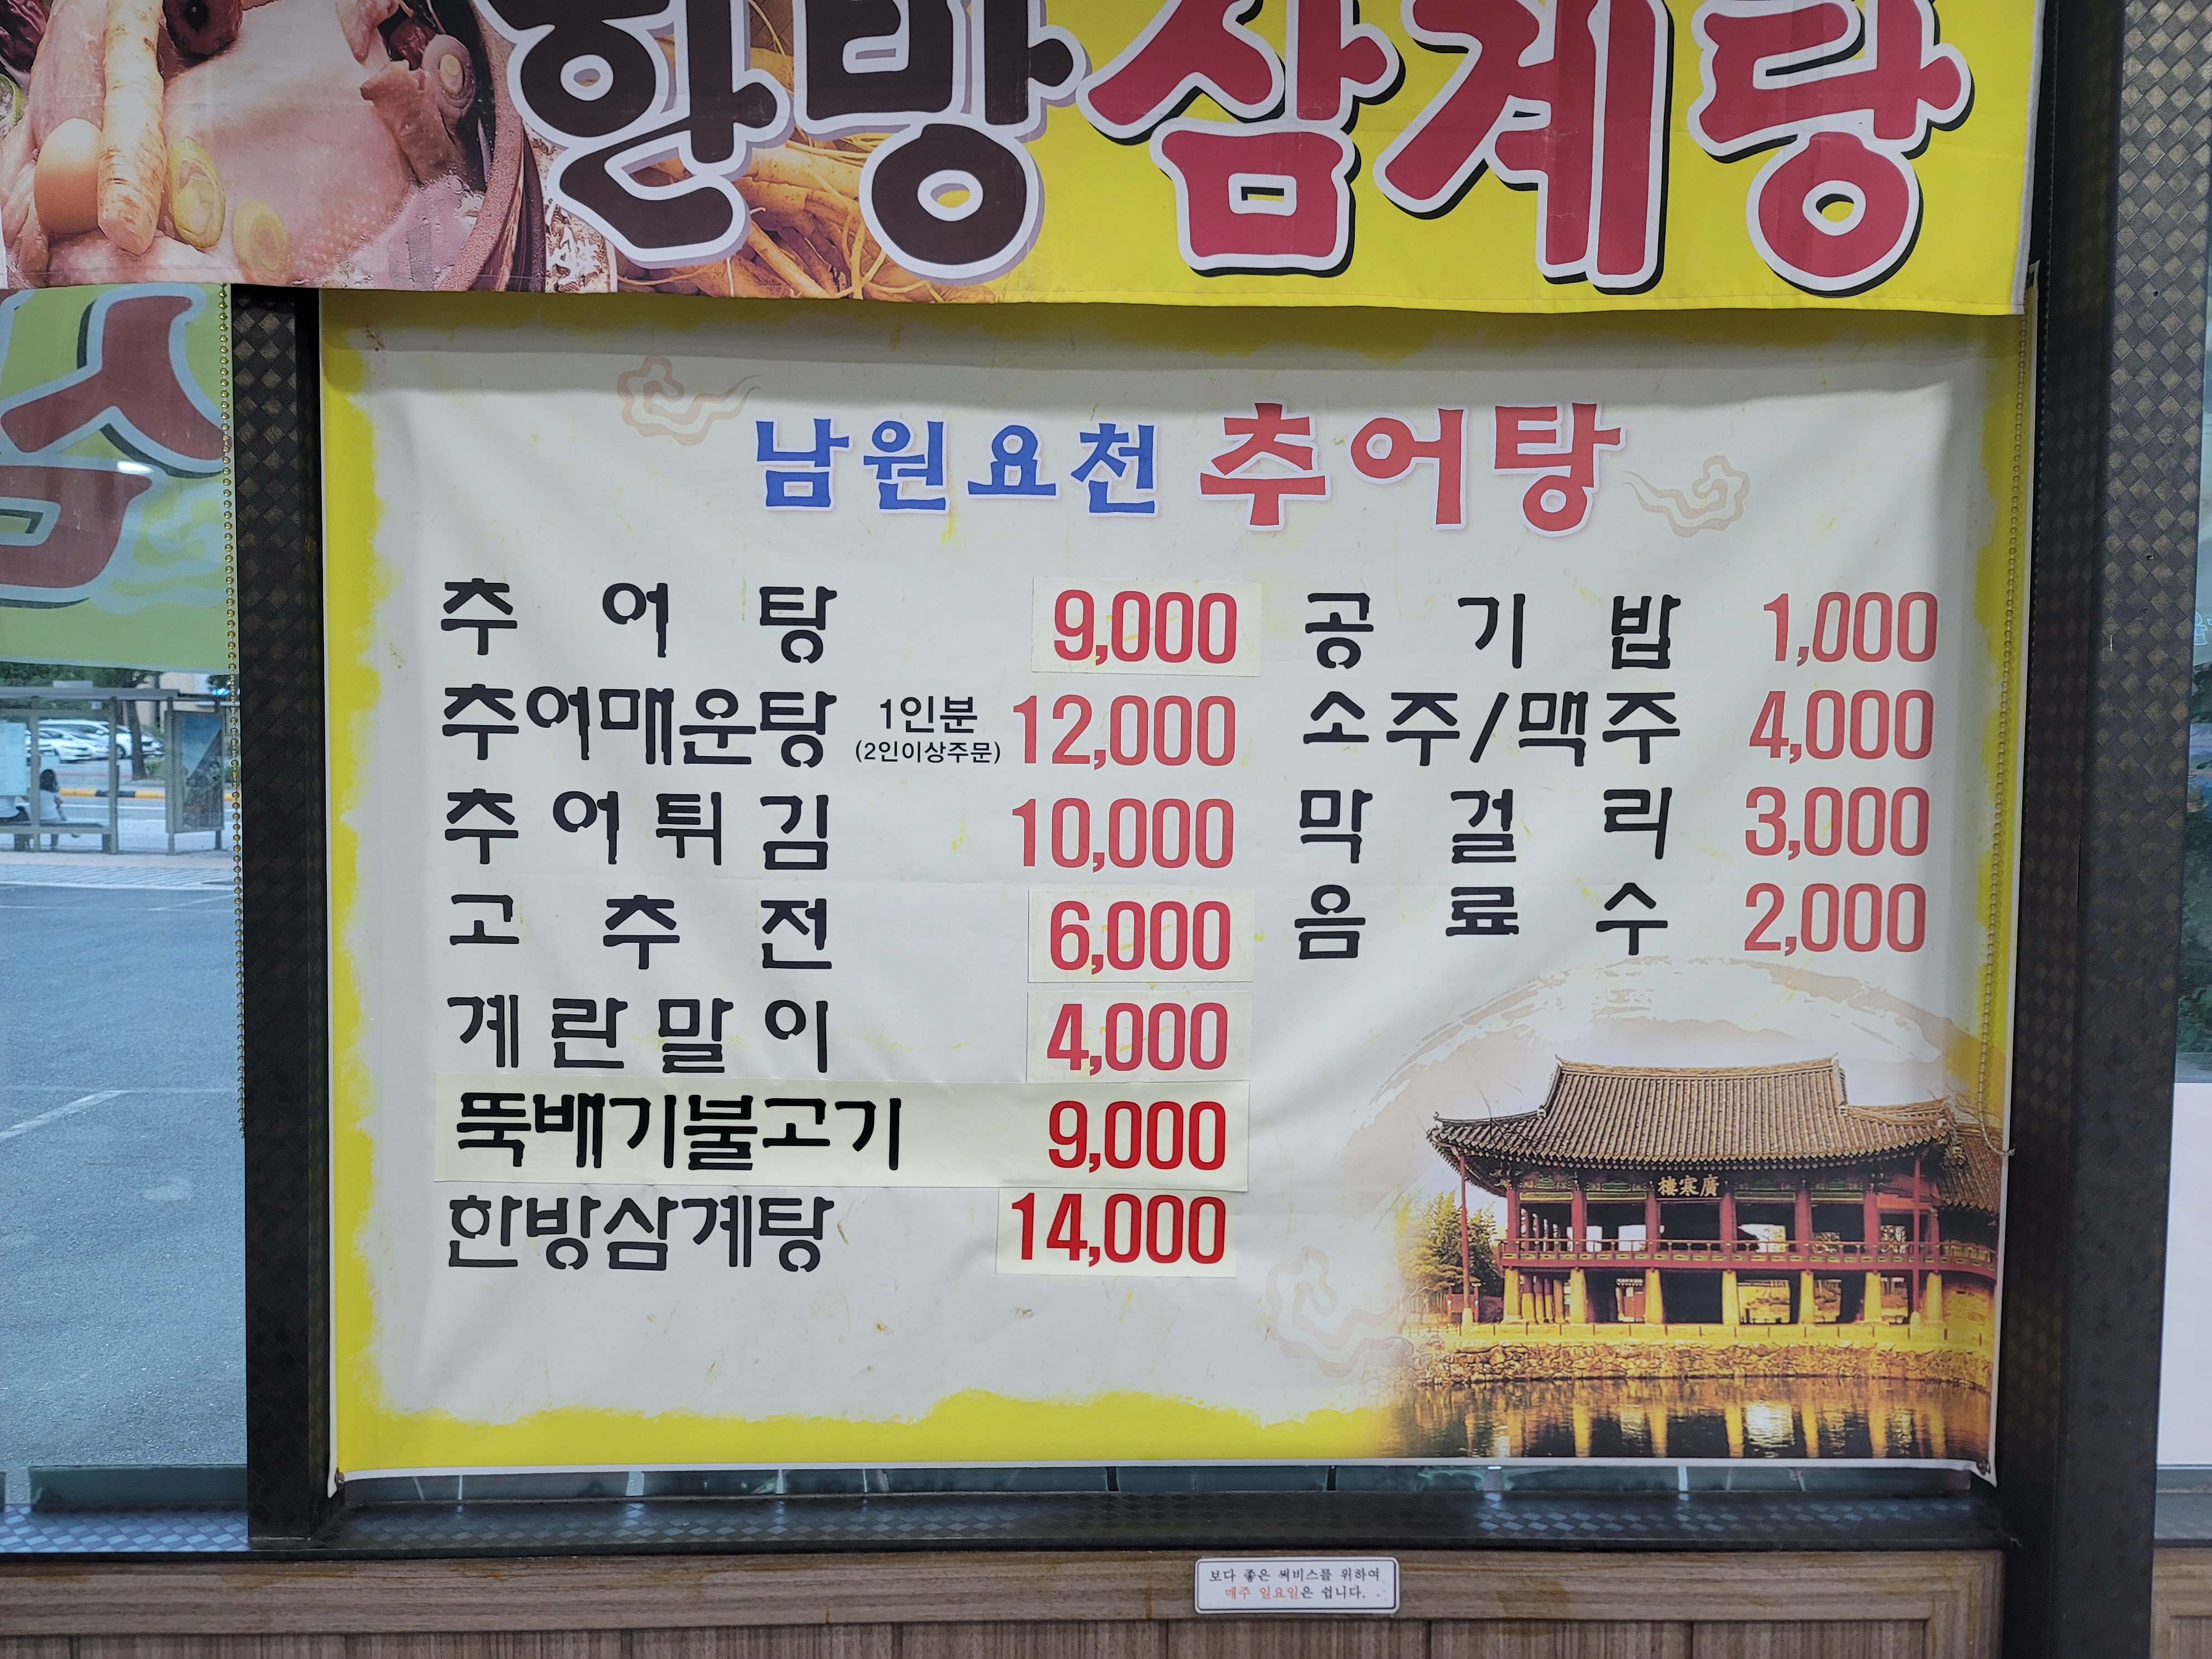 한방삼계탕
남원요천 추어탕
추어탕 9,000
추어매운탕 1인분 (2인이상주문) 12,000
추어튀김 10,000
고추전 6,000
계란말이 4,000
뚝배기불고기 9,000
한방삼계탕 14,000
공기밥 1,000
소주/맥주 4,000
막걸리 3,000
음료수 2,000
樓寒廣
보다 좋은 써비스를 위하여
매주 일요일은 쉽니다.